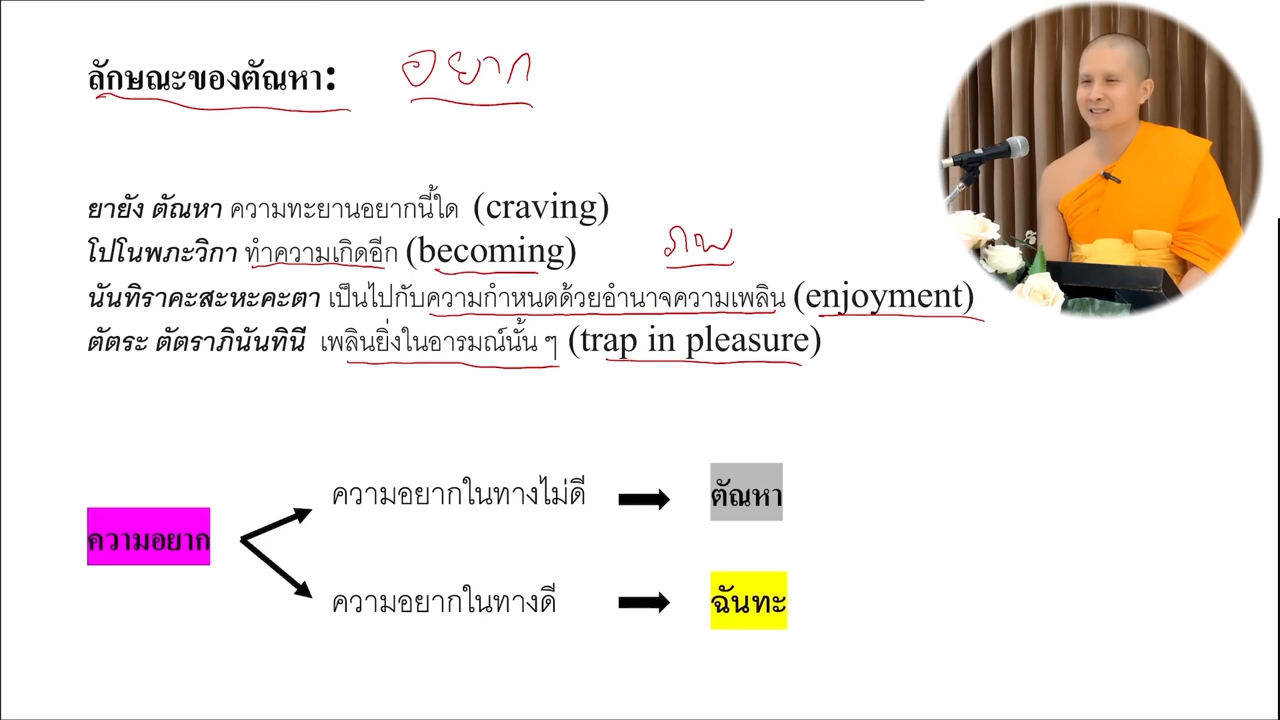 ลักษณะของตัณหา: อยาก
ยายัง ตัณหา ความทะยานอยากนี้ใด (craving)
โปโนพภะวิกา ทำความเกิดอีก (becoming) ภพ
นันทิราคะสะหะคะตา เป็นไปกับความกำหนดด้วยอำนาจความเพลิน (enjoyment)
ตัตระ ตัตราภินันทินี เพลินยิ่งในอารมณ์นั้น ๆ (trap in pleasure)
ความอยากในทางไม่ดี ตัณหา
ความอยาก
ความอยากในทางดี ฉันทะ